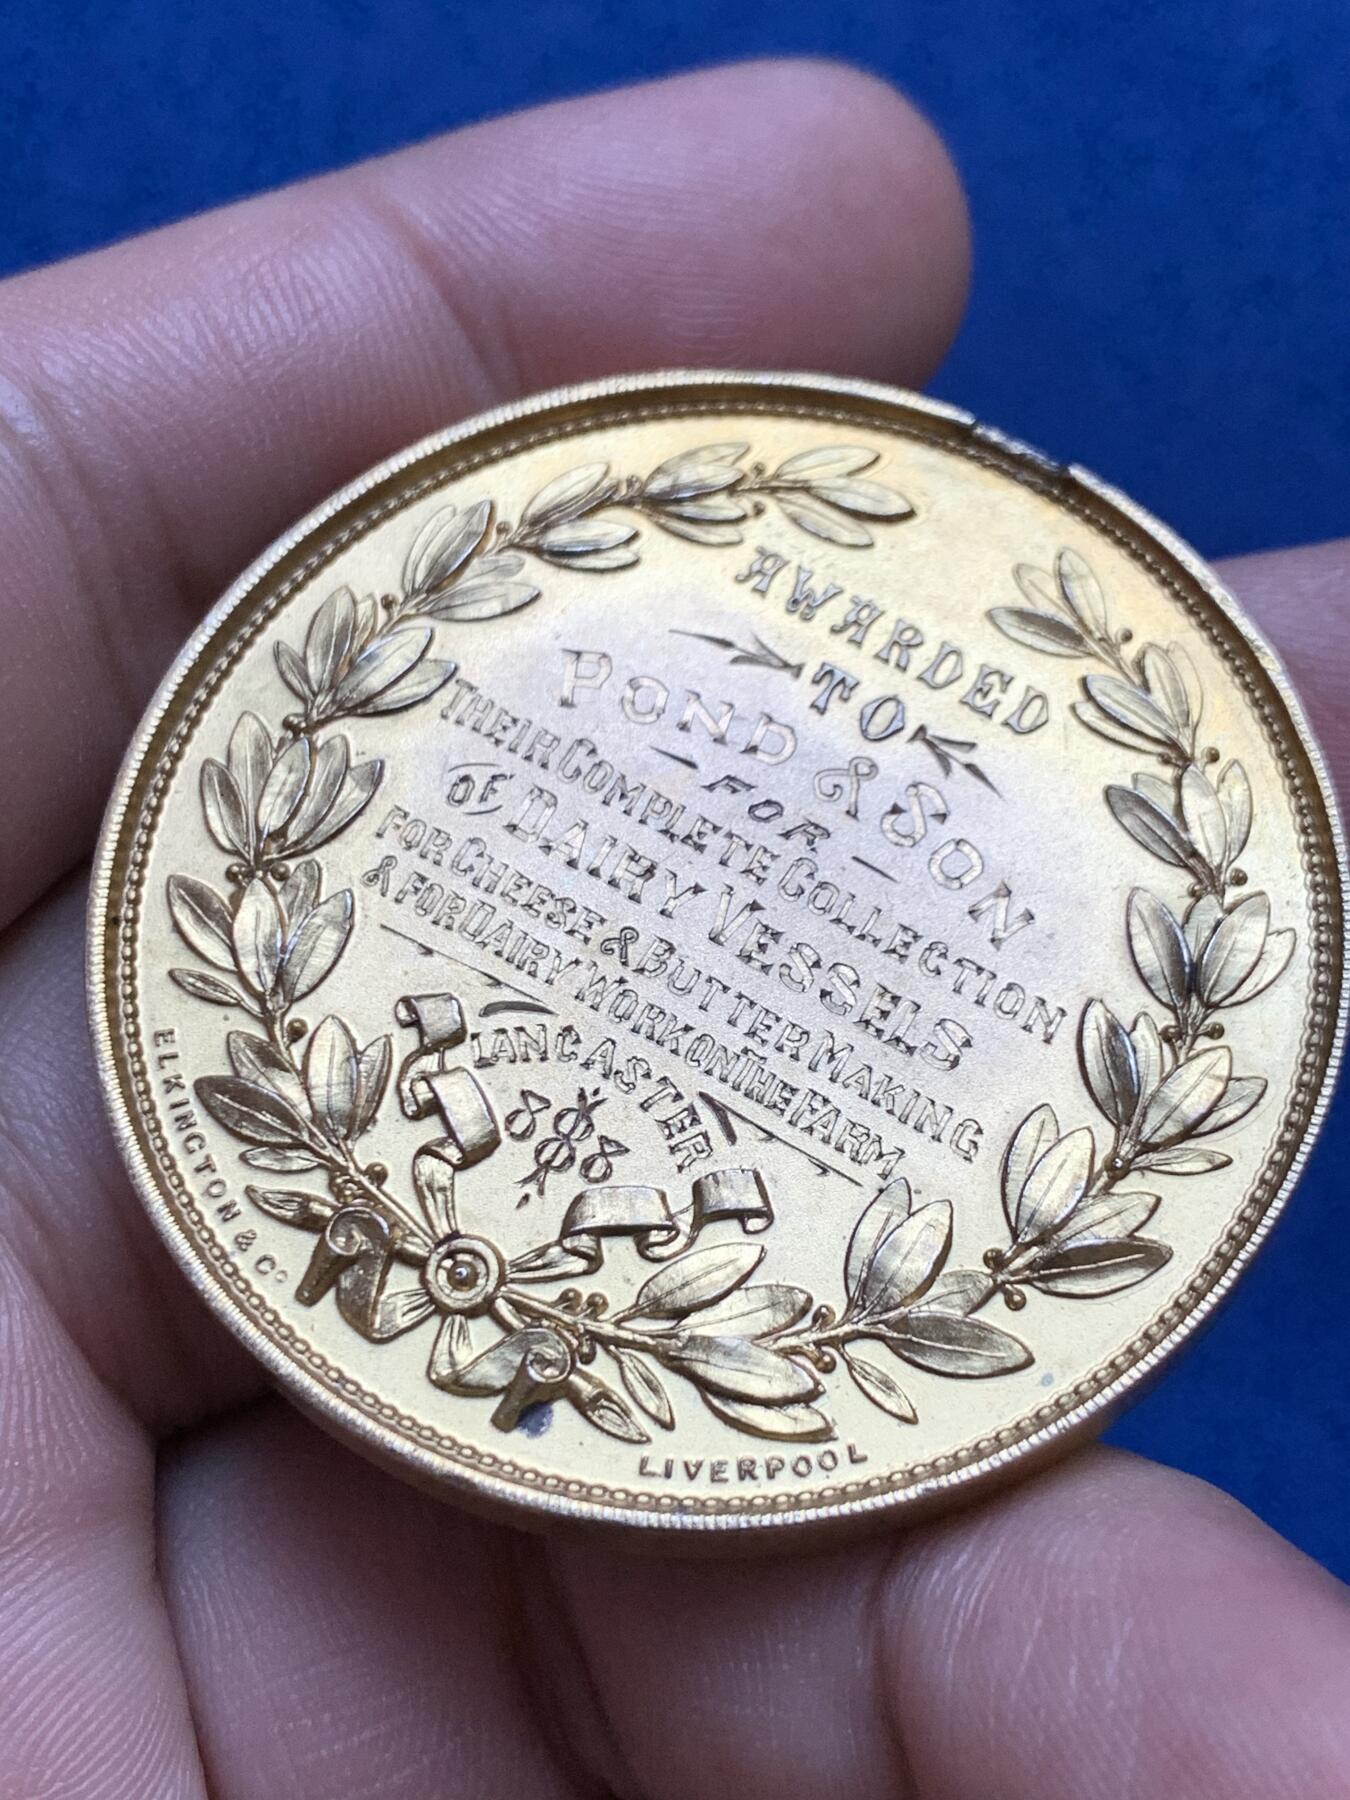 AWARDED
TO
POND & SON
FOR
THEIR COMPLETE COLLECTION
OF DAIRY VESSELS
FOR CHEESE & BUTTER MAKING
& FOR DAIRY WORK ON THE FARM
LANCASTER
1888
ELKINGTON & Co
LIVERPOOL